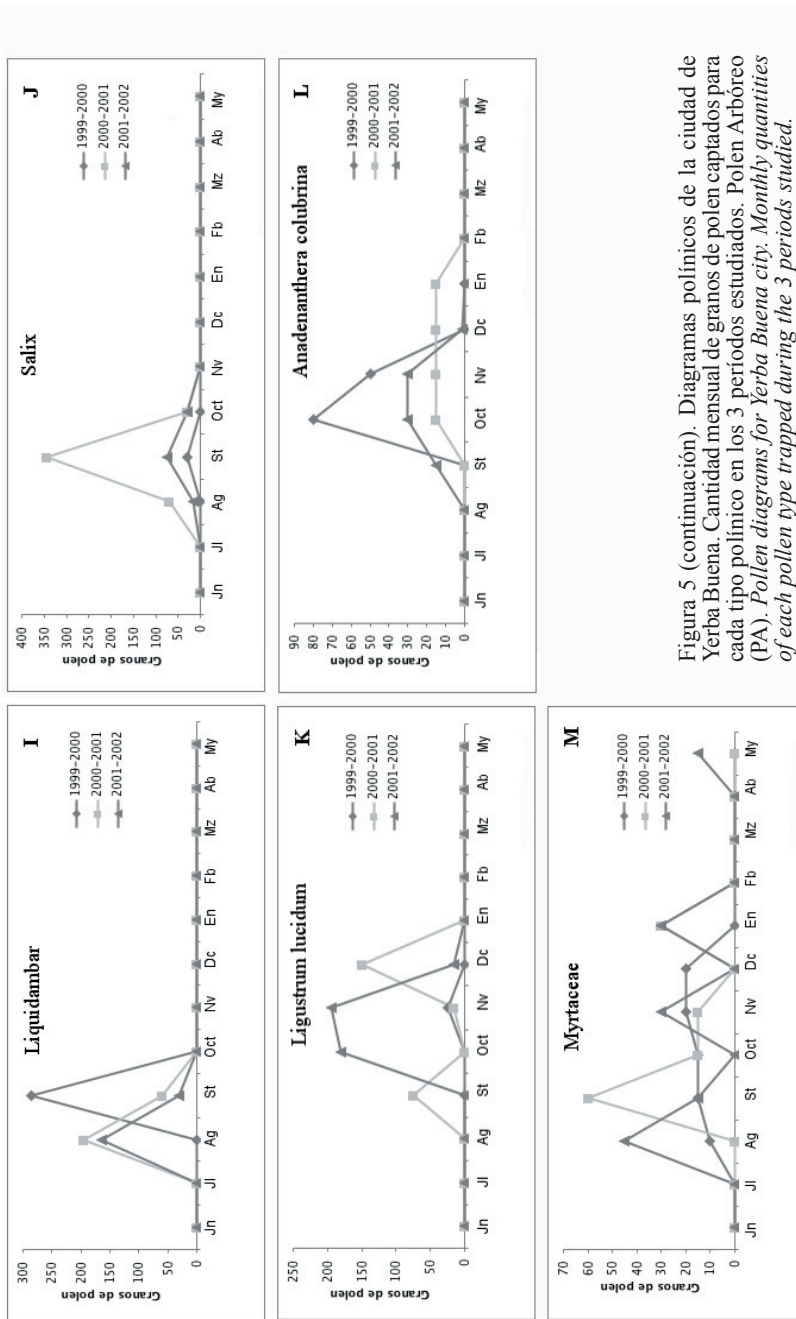 I
Liquidambar
1999-2000
2000-2001
2001-2002
Granos de polen
300
250
200
150
100
50
0
Jn Jl Ag St Oct Nv Dc En Fb Mz Ab My
J
Salix
1999-2000
2000-2001
2001-2002
Granos de polen
400
350
300
250
200
150
100
50
0
Jn Jl Ag St Oct Nv Dc En Fb Mz Ab My
K
Ligustrum lucidum
1999-2000
2000-2001
2001-2002
Granos de polen
250
200
150
100
50
0
Jn Jl Ag St Oct Nv Dc En Fb Mz Ab My
L
Anadenanthera colubrina
1999-2000
2000-2001
2001-2002
Granos de polen
90
80
70
60
50
40
30
20
10
0
Jn Jl Ag St Oct Nv Dc En Fb Mz Ab My
M
Myrtaceae
1999-2000
2000-2001
2001-2002
Granos de polen
70
60
50
40
30
20
10
0
Jn Jl Ag St Oct Nv Dc En Fb Mz Ab My
Figura 5 (continuación). Diagramas polínicos de la ciudad de
Yerba Buena. Cantidad mensual de granos de polen captados para
cada tipo polínico en los 3 períodos estudiados. Polen Arbóreo
(PA). Pollen diagrams for Yerba Buena city. Monthly quantities
of each pollen type trapped during the 3 periods studied.